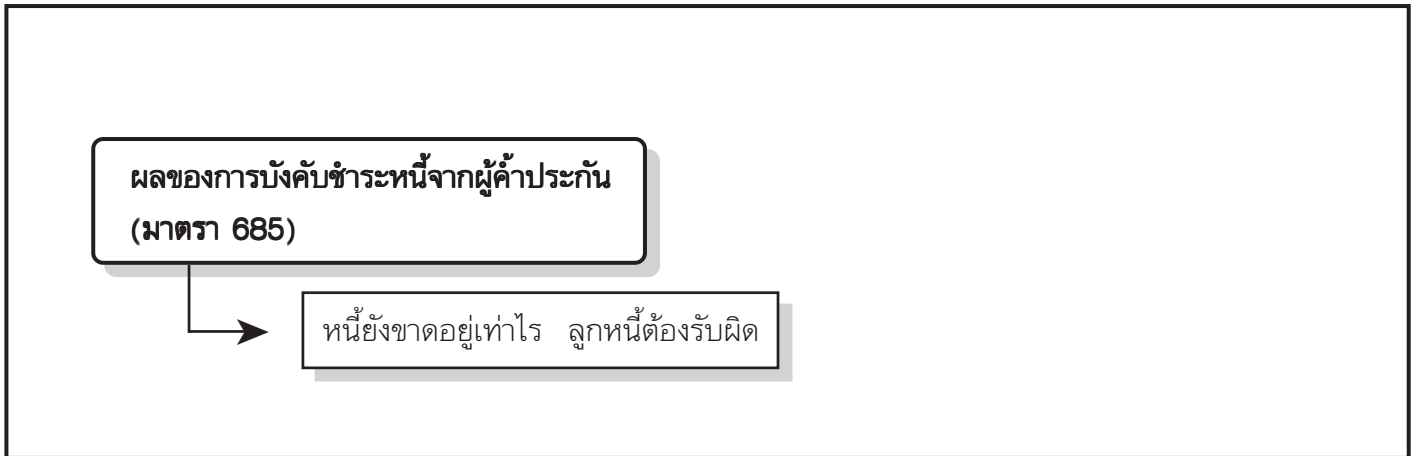 ผลของการบังคับชำระหนี้จากผู้ค้ำประกัน
(มาตรา 685)
หนี้ยังขาดอยู่เท่าไร ลูกหนี้ต้องรับผิด